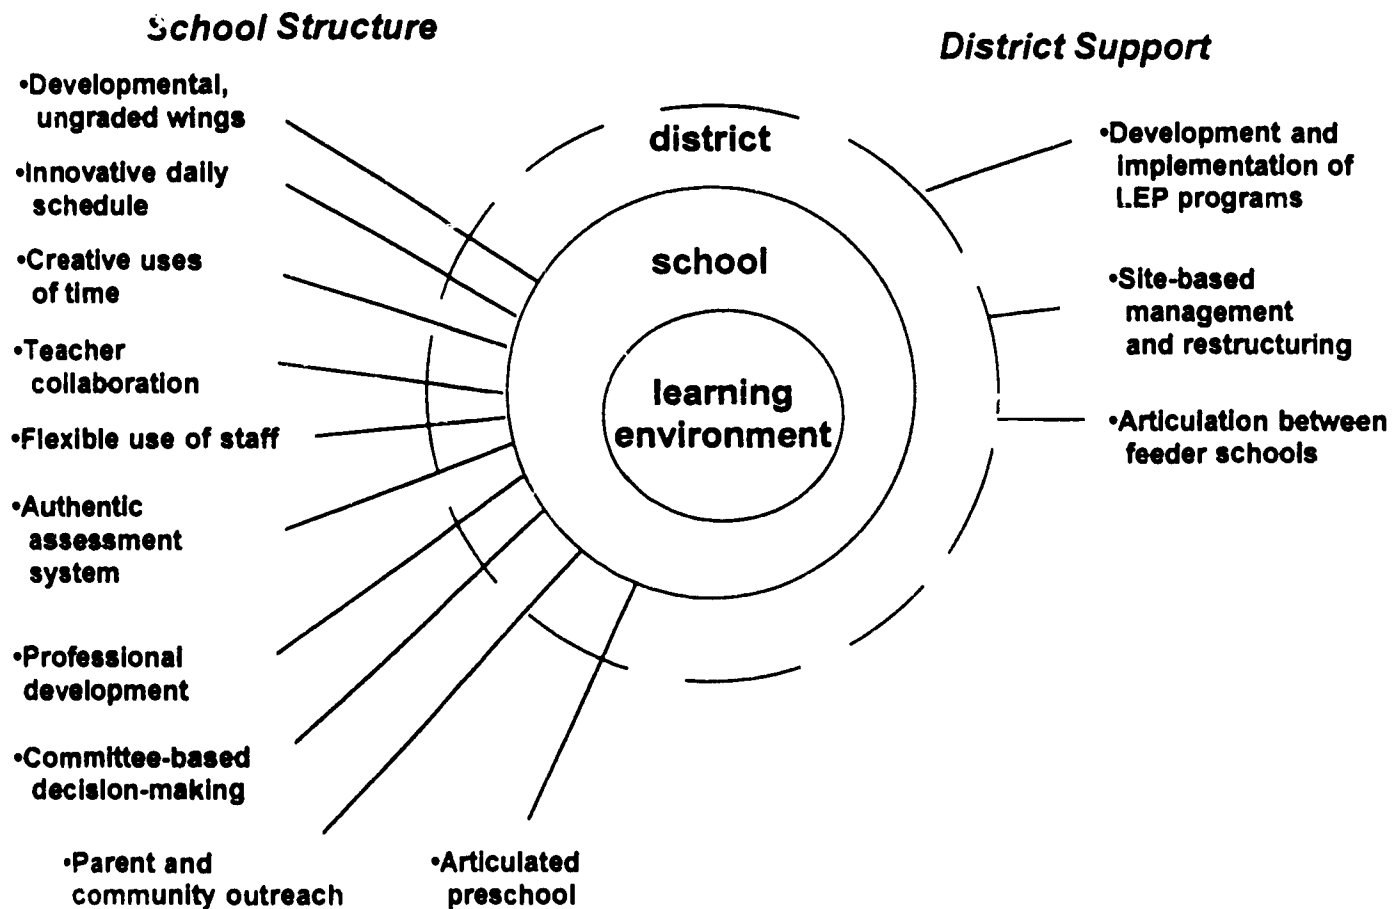 School Structure
•Developmental,
ungraded wings
•Innovative daily
schedule
•Creative uses
of time
•Teacher
collaboration
•Flexible use of staff
•Authentic
assessment
system
•Professional
development
•Committee-based
decision-making
•Parent and
community outreach
•Articulated
preschool
district
school
learning
environment
District Support
•Development and
implementation of
LEP programs
•Site-based
management
and restructuring
•Articulation between
feeder schools